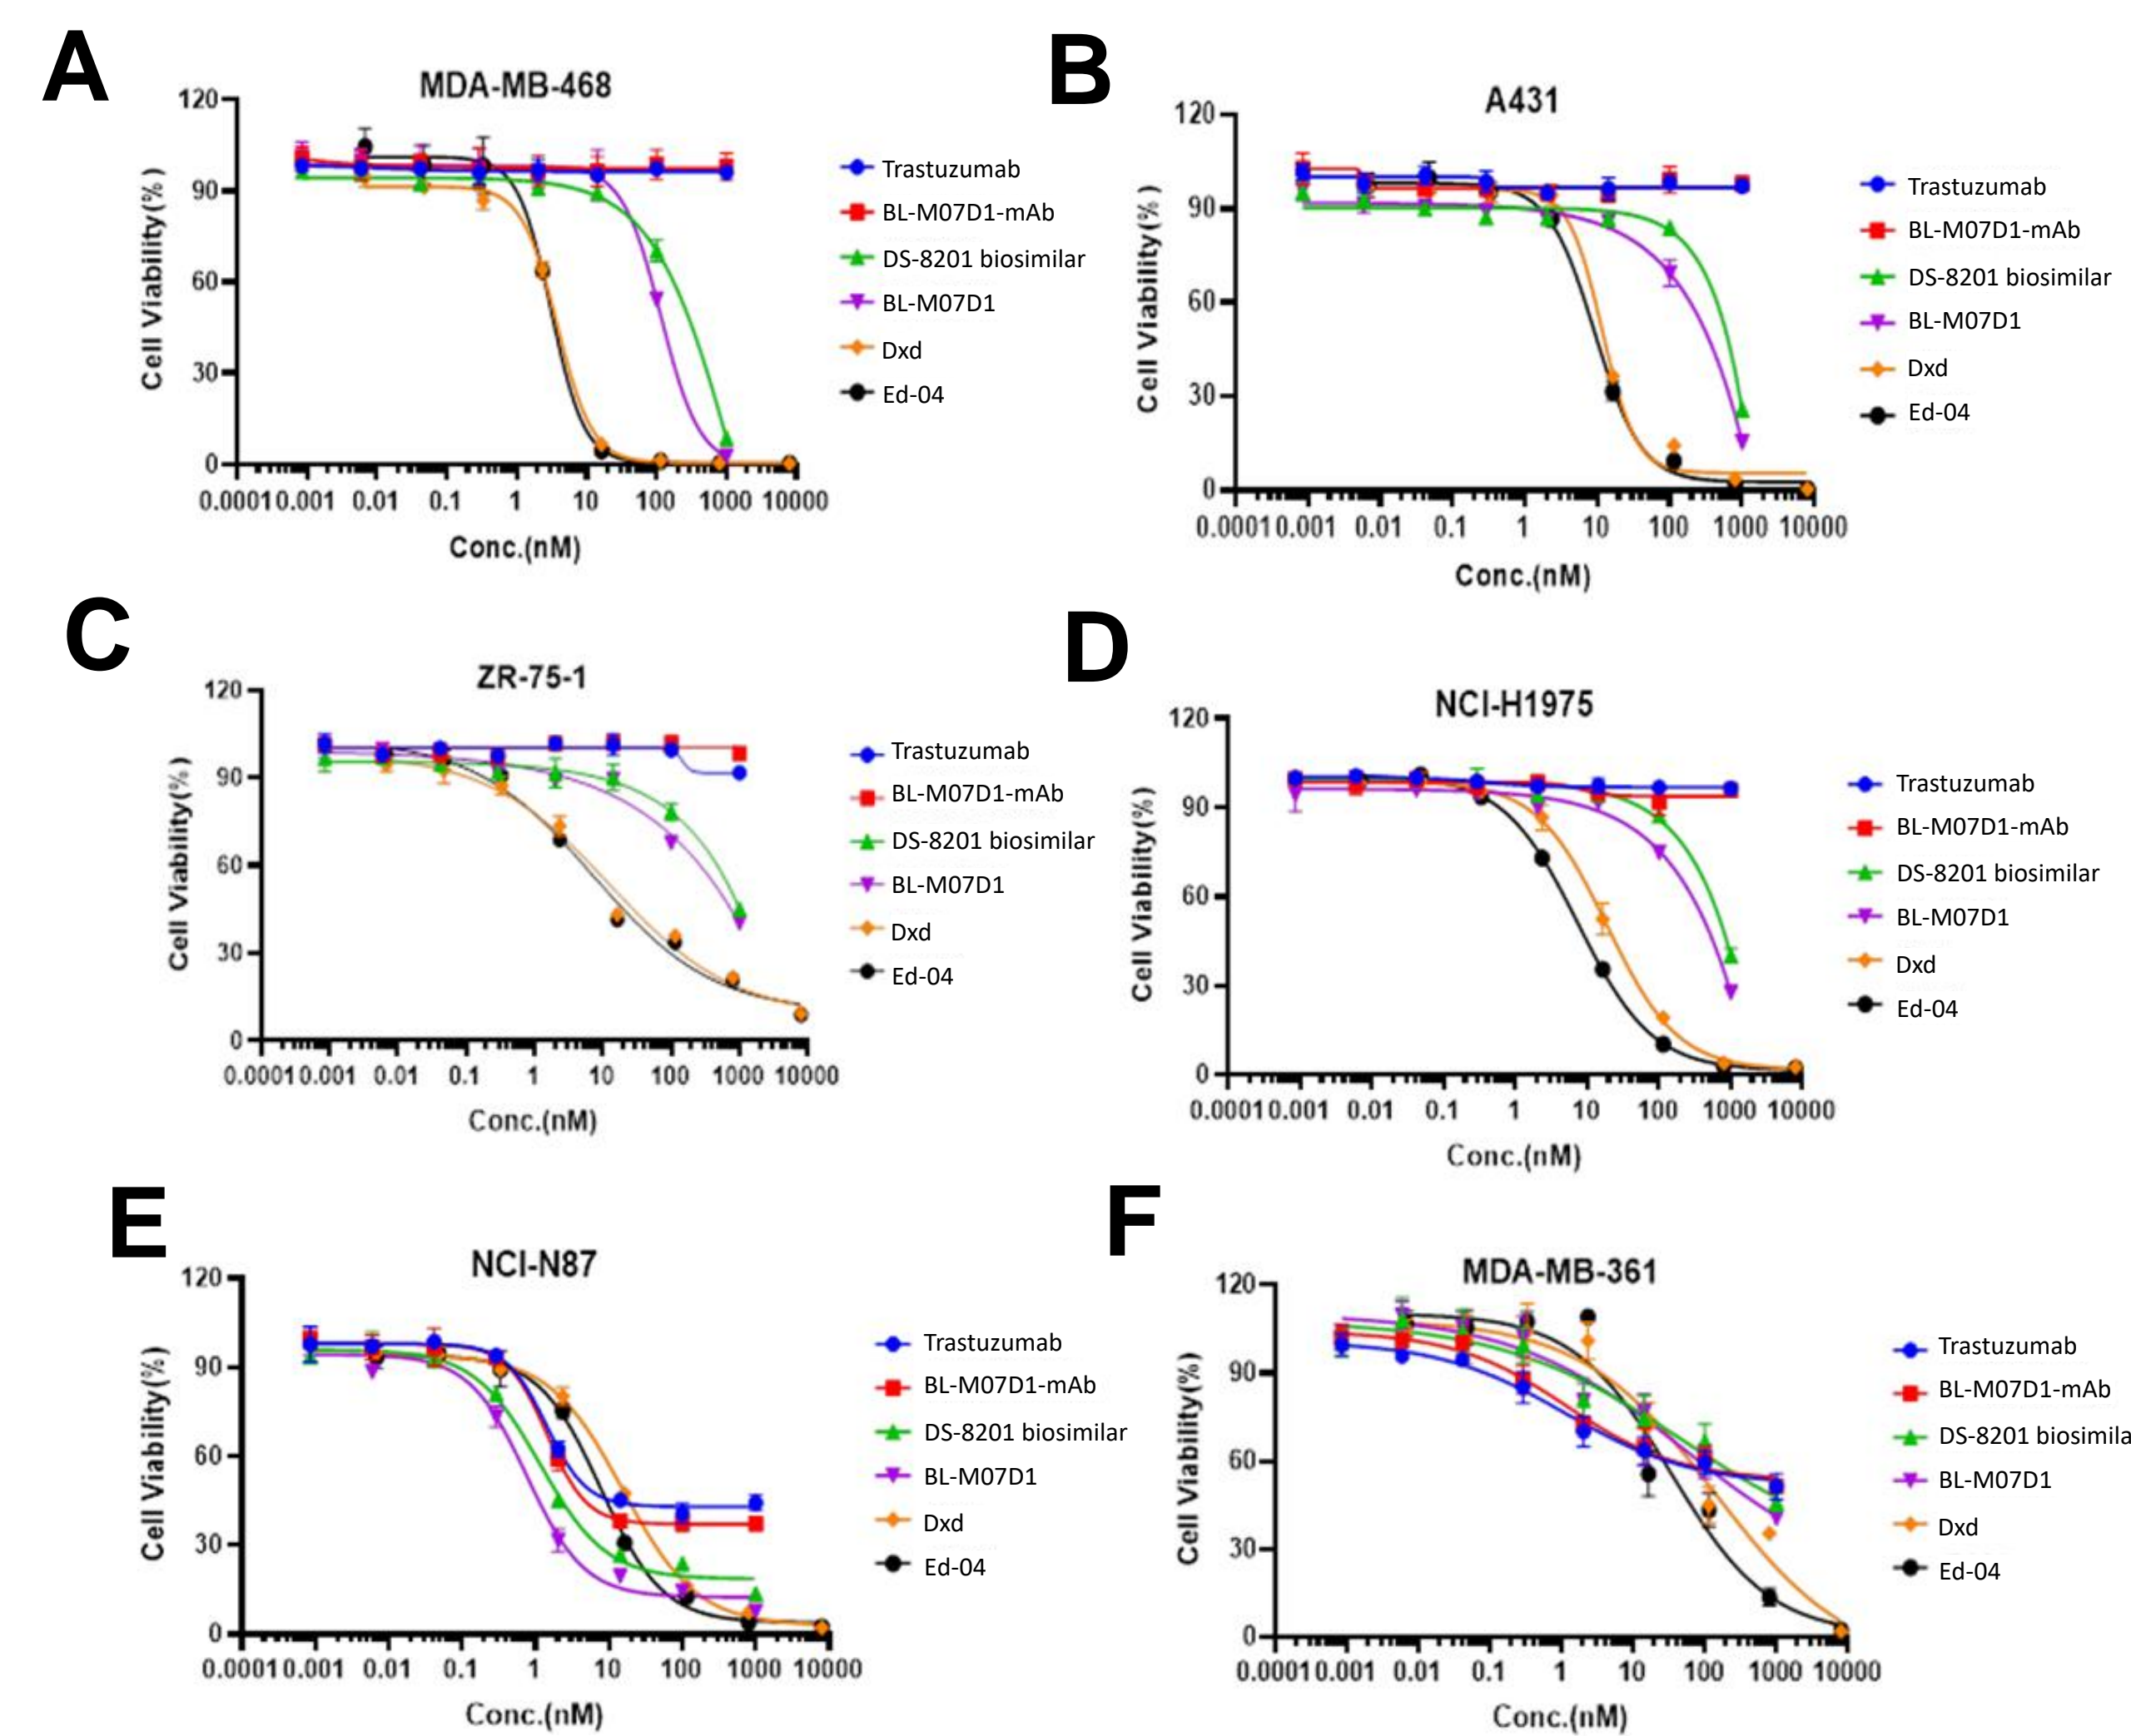 A
MDA-MB-468
120
90
60
30
0
Cell Viability(%)
0.0001 0.001 0.01 0.1 1 10 100 1000 10000
Conc.(nM)
Trastuzumab
BL-M07D1-mAb
DS-8201 biosimilar
BL-M07D1
Dxd
Ed-04
B
A431
120
90
60
30
0
Cell Viability(%)
0.0001 0.001 0.01 0.1 1 10 100 1000 10000
Conc.(nM)
Trastuzumab
BL-M07D1-mAb
DS-8201 biosimilar
BL-M07D1
Dxd
Ed-04
C
ZR-75-1
120
90
60
30
0
Cell Viability(%)
0.0001 0.001 0.01 0.1 1 10 100 1000 10000
Conc.(nM)
Trastuzumab
BL-M07D1-mAb
DS-8201 biosimilar
BL-M07D1
Dxd
Ed-04
D
NCI-H1975
120
90
60
30
0
Cell Viability(%)
0.0001 0.001 0.01 0.1 1 10 100 1000 10000
Conc.(nM)
Trastuzumab
BL-M07D1-mAb
DS-8201 biosimilar
BL-M07D1
Dxd
Ed-04
E
NCI-N87
120
90
60
30
0
Cell Viability(%)
0.0001 0.001 0.01 0.1 1 10 100 1000 10000
Conc.(nM)
Trastuzumab
BL-M07D1-mAb
DS-8201 biosimilar
BL-M07D1
Dxd
Ed-04
F
MDA-MB-361
120
90
60
30
0
Cell Viability(%)
0.0001 0.001 0.01 0.1 1 10 100 1000 10000
Conc.(nM)
Trastuzumab
BL-M07D1-mAb
DS-8201 biosimila
BL-M07D1
Dxd
Ed-04